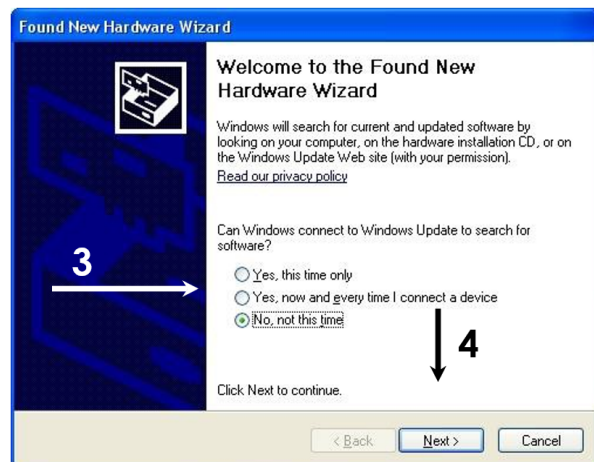 Found New Hardware Wizard
Welcome to the Found New
Hardware Wizard
Windows will search for current and updated software by
looking on your computer, on the hardware installation CD, or on
the Windows Update Web site (with your permission).
Read our privacy policy
Can Windows connect to Windows Update to search for
software?
3
Yes, this time only
Yes, now and every time I connect a device
No, not this time
4
Click Next to continue.
< Back
Next >
Cancel